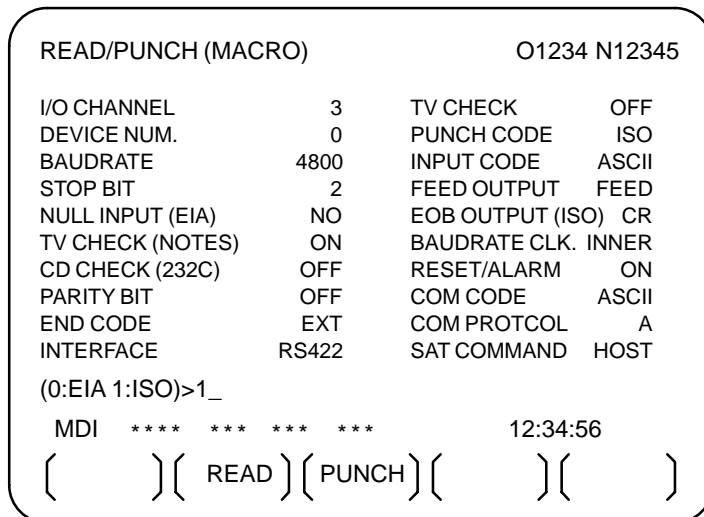 READ/PUNCH (MACRO) O1234 N12345
I/O CHANNEL 3 TV CHECK OFF
DEVICE NUM. 0 PUNCH CODE ISO
BAUDRATE 4800 INPUT CODE ASCII
STOP BIT 2 FEED OUTPUT FEED
NULL INPUT (EIA) NO EOB OUTPUT (ISO) CR
TV CHECK (NOTES) ON BAUDRATE CLK. INNER
CD CHECK (232C) OFF RESET/ALARM ON
PARITY BIT OFF COM CODE ASCII
END CODE EXT COM PROTCOL A
INTERFACE RS422 SAT COMMAND HOST
(0:EIA 1:ISO)>1_
MDI **** *** *** *** 12:34:56
[ ] [ READ ] [ PUNCH ] [ ] [ ]